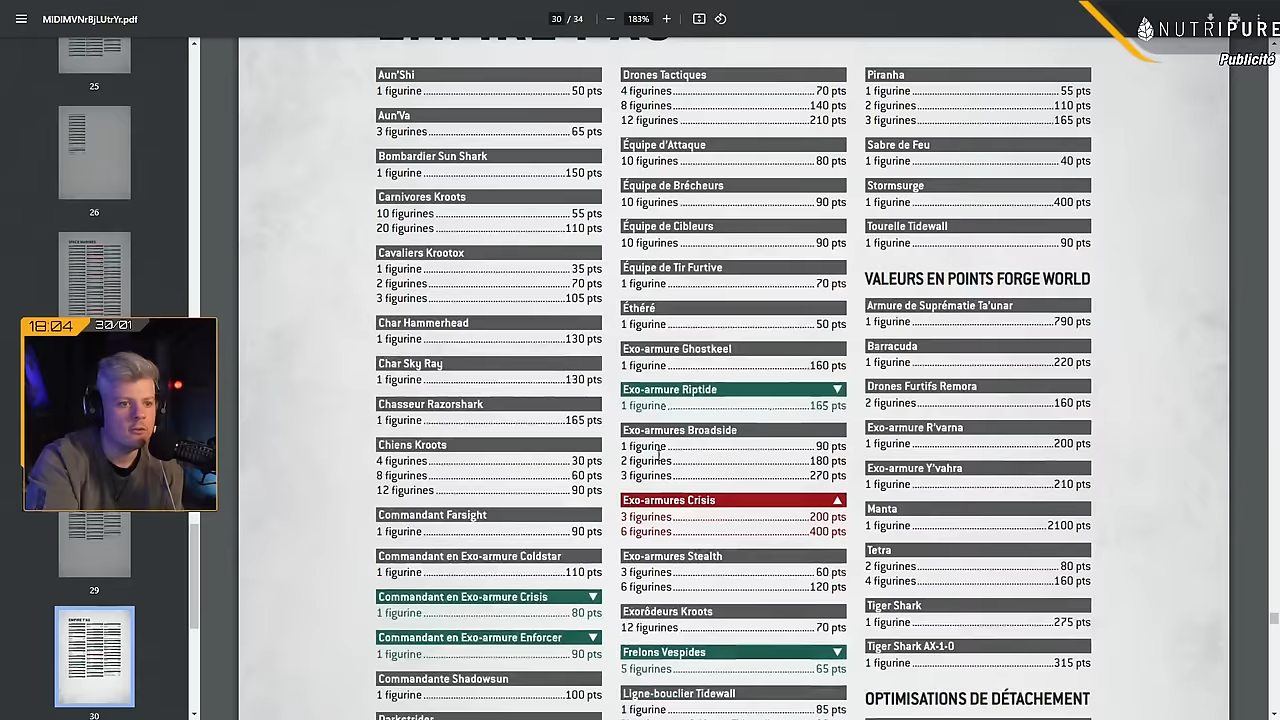 MIDlMVNrBjLUtrYr.pdf
30 / 34
183%
NUTRIPURE
Publicité
25
26
29
30
18:04 30/01
Aun'Shi
1 figurine 50 pts
Aun'Va
3 figurines 65 pts
Bombardier Sun Shark
1 figurine 150 pts
Carnivores Kroots
10 figurines 55 pts
20 figurines 110 pts
Cavaliers Krootox
1 figurine 35 pts
2 figurines 70 pts
3 figurines 105 pts
Char Hammerhead
1 figurine 130 pts
Char Sky Ray
1 figurine 130 pts
Chasseur Razorshark
1 figurine 165 pts
Chiens Kroots
4 figurines 30 pts
8 figurines 60 pts
12 figurines 90 pts
Commandant Farsight
1 figurine 90 pts
Commandant en Exo-armure Coldstar
1 figurine 110 pts
Commandant en Exo-armure Crisis ▼
1 figurine 80 pts
Commandant en Exo-armure Enforcer ▼
1 figurine 90 pts
Commandante Shadowsun
1 figurine 100 pts
Darkstrider
Drones Tactiques
4 figurines 70 pts
8 figurines 140 pts
12 figurines 210 pts
Équipe d'Attaque
10 figurines 80 pts
Équipe de Brécheurs
10 figurines 90 pts
Équipe de Cibleurs
10 figurines 90 pts
Équipe de Tir Furtive
1 figurine 70 pts
Éthéré
1 figurine 50 pts
Exo-armure Ghostkeel
1 figurine 160 pts
Exo-armure Riptide ▼
1 figurine 165 pts
Exo-armures Broadside
1 figurine 90 pts
2 figurines 180 pts
3 figurines 270 pts
Exo-armures Crisis ▲
3 figurines 200 pts
6 figurines 400 pts
Exo-armures Stealth
3 figurines 60 pts
6 figurines 120 pts
Exorôdeurs Kroots
12 figurines 70 pts
Frelons Vespides ▼
5 figurines 65 pts
Ligne-bouclier Tidewall
1 figurine 85 pts
Piranha
1 figurine 55 pts
2 figurines 110 pts
3 figurines 165 pts
Sabre de Feu
1 figurine 40 pts
Stormsurge
1 figurine 400 pts
Tourelle Tidewall
1 figurine 90 pts
VALEURS EN POINTS FORGE WORLD
Armure de Suprématie Ta'unar
1 figurine 790 pts
Barracuda
1 figurine 220 pts
Drones Furtifs Remora
2 figurines 160 pts
Exo-armure R'varna
1 figurine 200 pts
Exo-armure Y'vahra
1 figurine 210 pts
Manta
1 figurine 2100 pts
Tetra
2 figurines 80 pts
4 figurines 160 pts
Tiger Shark
1 figurine 275 pts
Tiger Shark AX-1-0
1 figurine 315 pts
OPTIMISATIONS DE DÉTACHEMENT